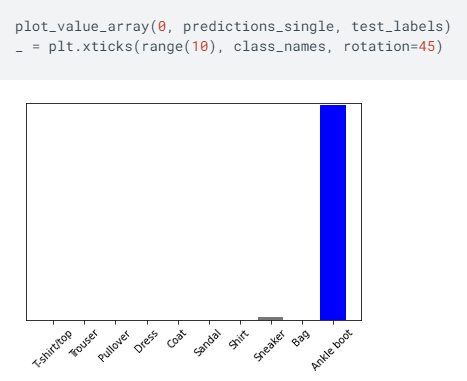 plot_value_array(0, predictions_single, test_labels)
_ = plt.xticks(range(10), class_names, rotation=45)
T-shirt/top
Trouser
Pullover
Dress
Coat
Sandal
Shirt
Sneaker
Bag
Ankle boot